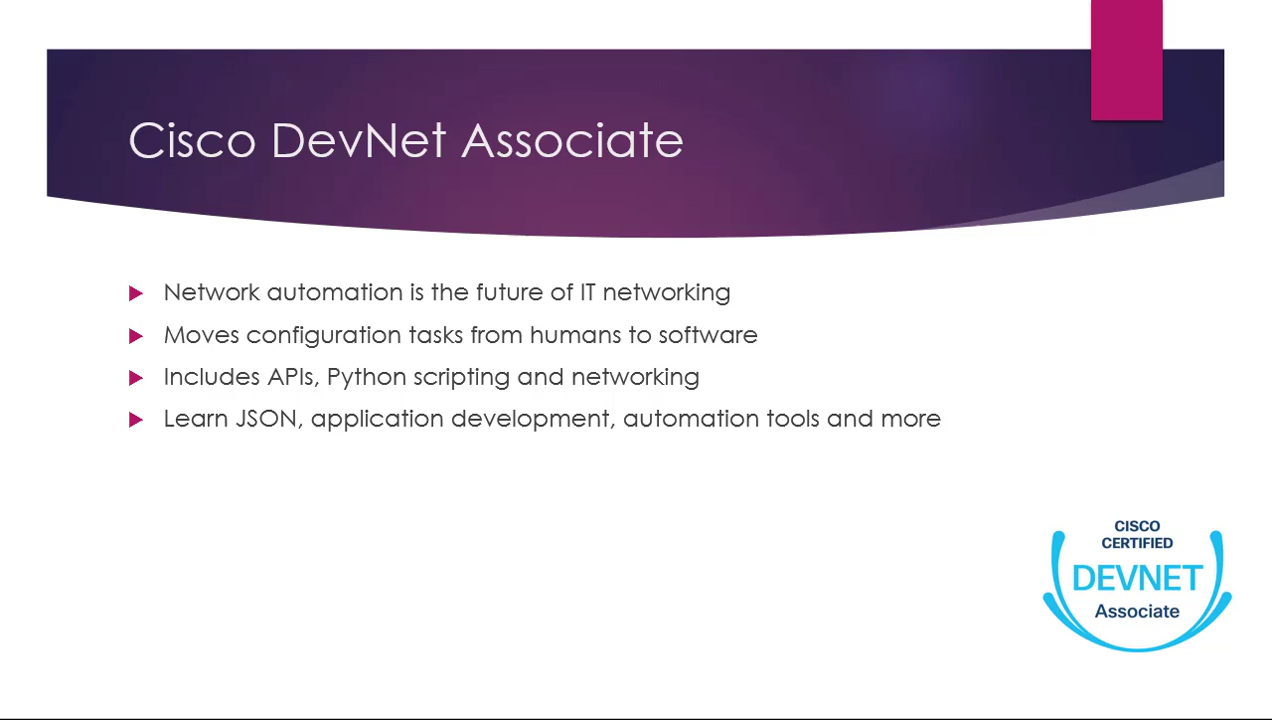 Cisco DevNet Associate
Network automation is the future of IT networking
Moves configuration tasks from humans to software
Includes APIs, Python scripting and networking
Learn JSON, application development, automation tools and more
CISCO
CERTIFIED
DEVNET
Associate